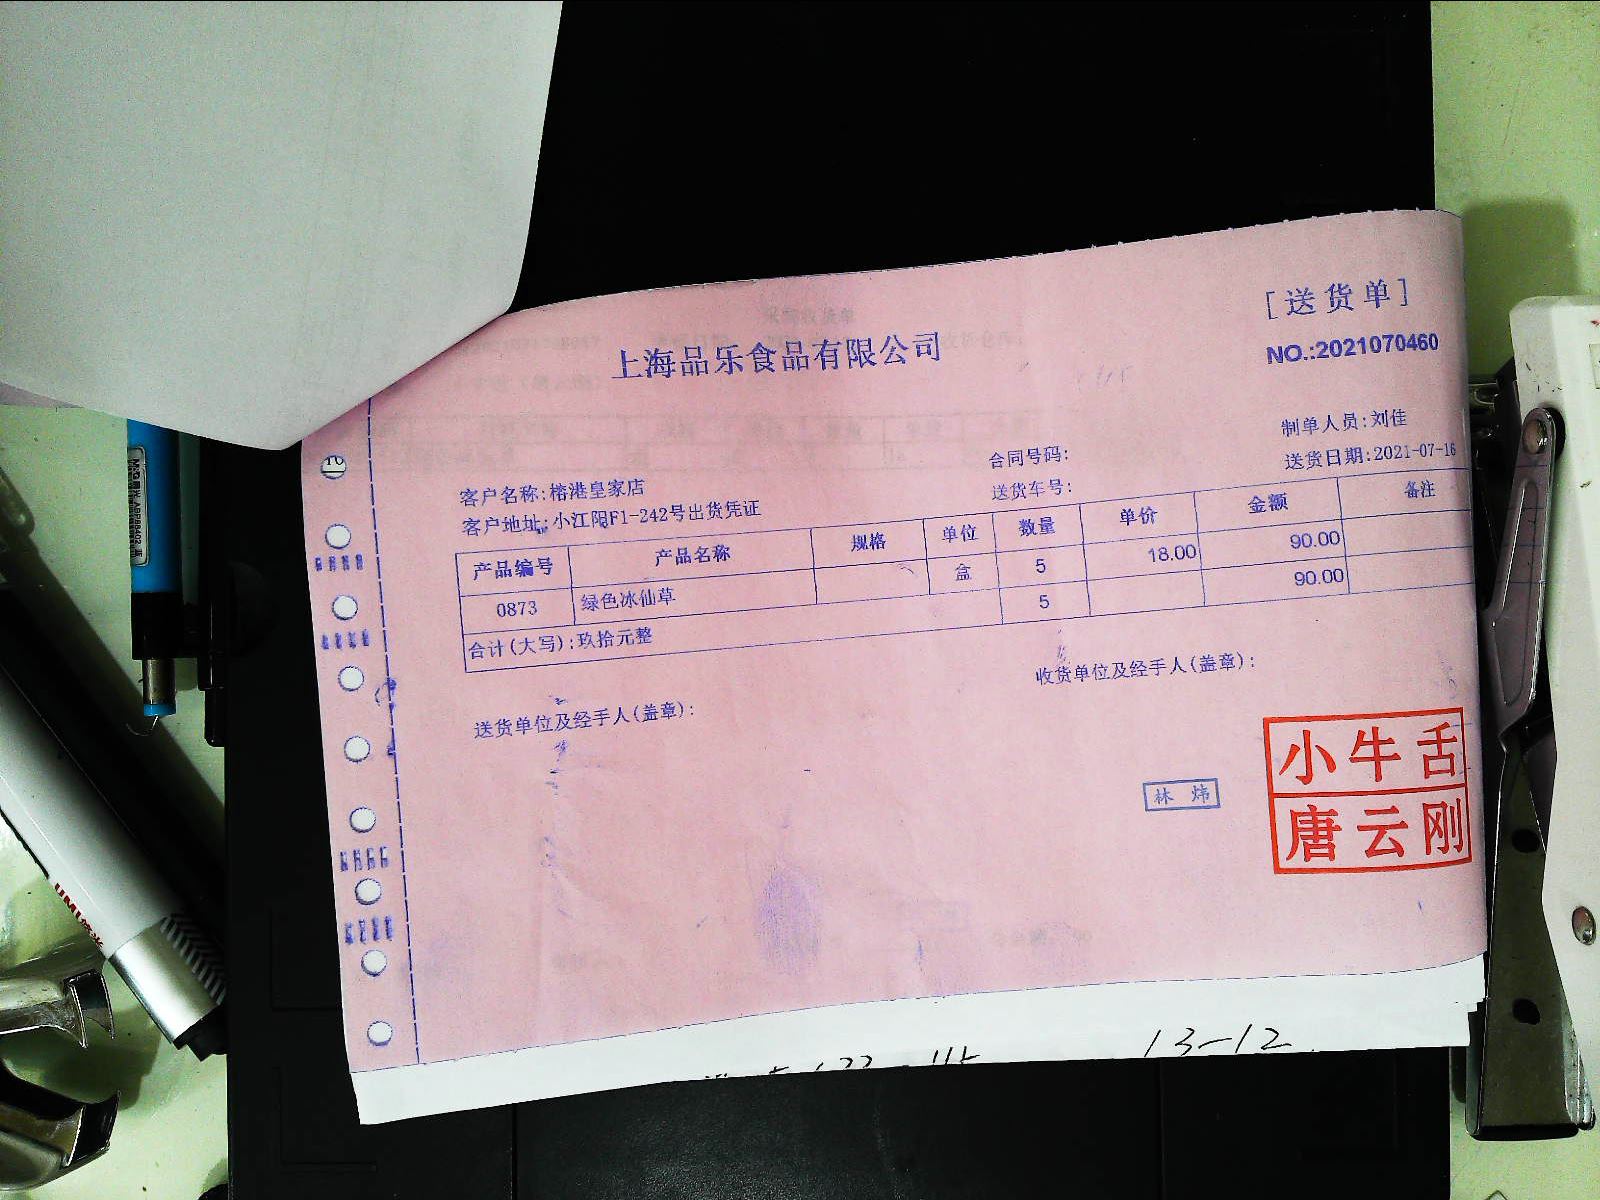 [送货单]
上海品乐食品有限公司
NO.:2021070460
制单人员:刘佳
合同号码:
送货日期:2021-07-16
客户名称:榕港皇家店
送货车号:
客户地址:小江阳F1-242号出货凭证
产品编号 产品名称 规格 单位 数量 单价 金额 备注
0873 绿色冰仙草 盒 5 18.00 90.00
合计(大写):玖拾元整 5 90.00
送货单位及经手人(盖章):
收货单位及经手人(盖章):
林 炜
小牛舌
唐云刚
13-12